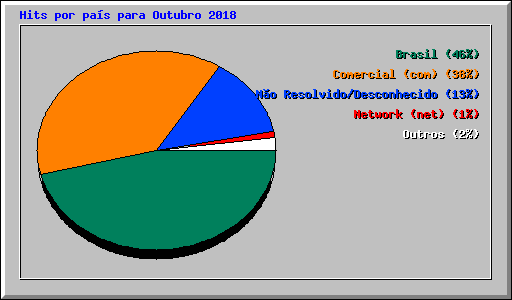 Hits por país para Outubro 2018
Brasil (46%)
Comercial (com) (38%)
Não Resolvido/Desconhecido (13%)
Network (net) (1%)
Outros (2%)